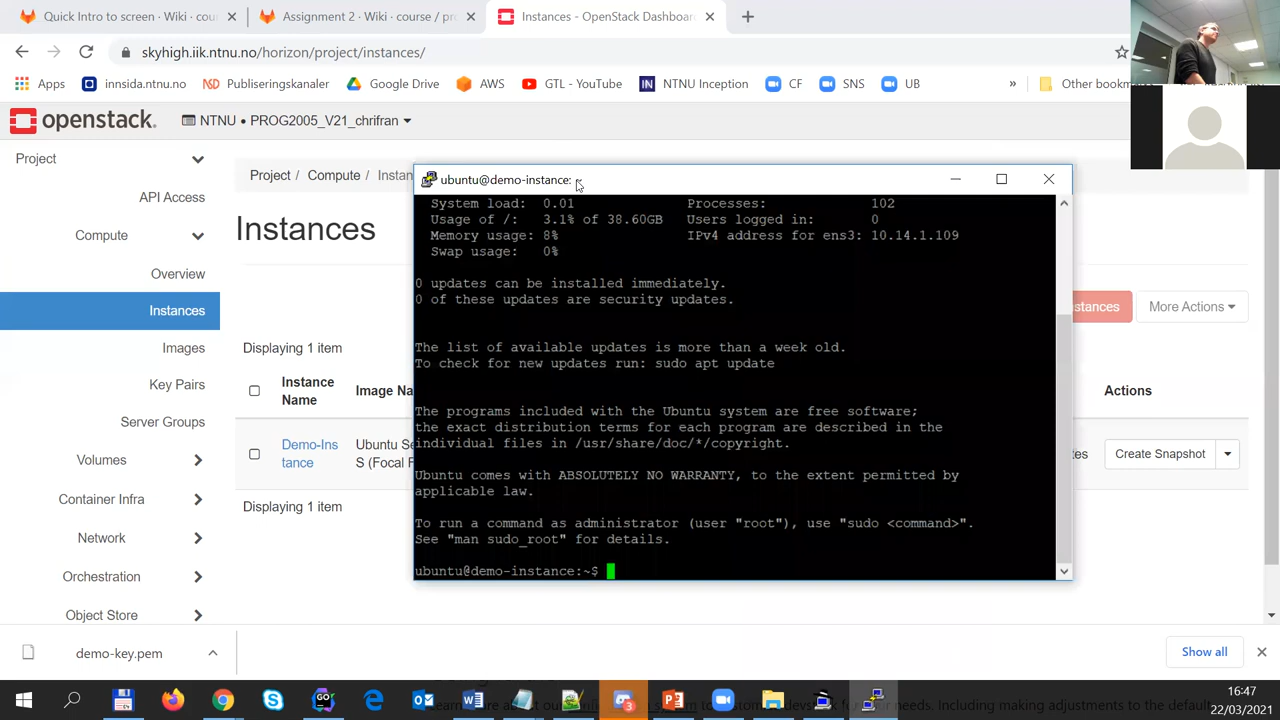 Quick Intro to screen · Wiki · cou
Assignment 2 · Wiki · course / pro
Instances - OpenStack Dashboard
skyhigh.iik.ntnu.no/horizon/project/instances/
Apps
innsida.ntnu.no
Publiseringskanaler
Google Drive
AWS
GTL - YouTube
NTNU Inception
CF
SNS
UB
»
Other bookma
openstack.
NTNU • PROG2005_V21_chrifran
Project
API Access
Compute
Overview
Instances
Images
Key Pairs
Server Groups
Volumes
Container Infra
Network
Orchestration
Object Store
Project / Compute / Instan
Instances
stances
More Actions
Displaying 1 item
Instance Name
Image Na
Actions
Demo-Ins
tance
Ubuntu Se
S (Focal F
tes
Create Snapshot
Displaying 1 item
ubuntu@demo-instance: ~
System load: 0.01 Processes: 102
Usage of /: 3.1% of 38.60GB Users logged in: 0
Memory usage: 8% IPv4 address for ens3: 10.14.1.109
Swap usage: 0%
0 updates can be installed immediately.
0 of these updates are security updates.
The list of available updates is more than a week old.
To check for new updates run: sudo apt update
The programs included with the Ubuntu system are free software;
the exact distribution terms for each program are described in the
individual files in /usr/share/doc/*/copyright.
Ubuntu comes with ABSOLUTELY NO WARRANTY, to the extent permitted by
applicable law.
To run a command as administrator (user "root"), use "sudo <command>".
See "man sudo_root" for details.
ubuntu@demo-instance:~$
demo-key.pem
Show all
16:47
22/03/2021